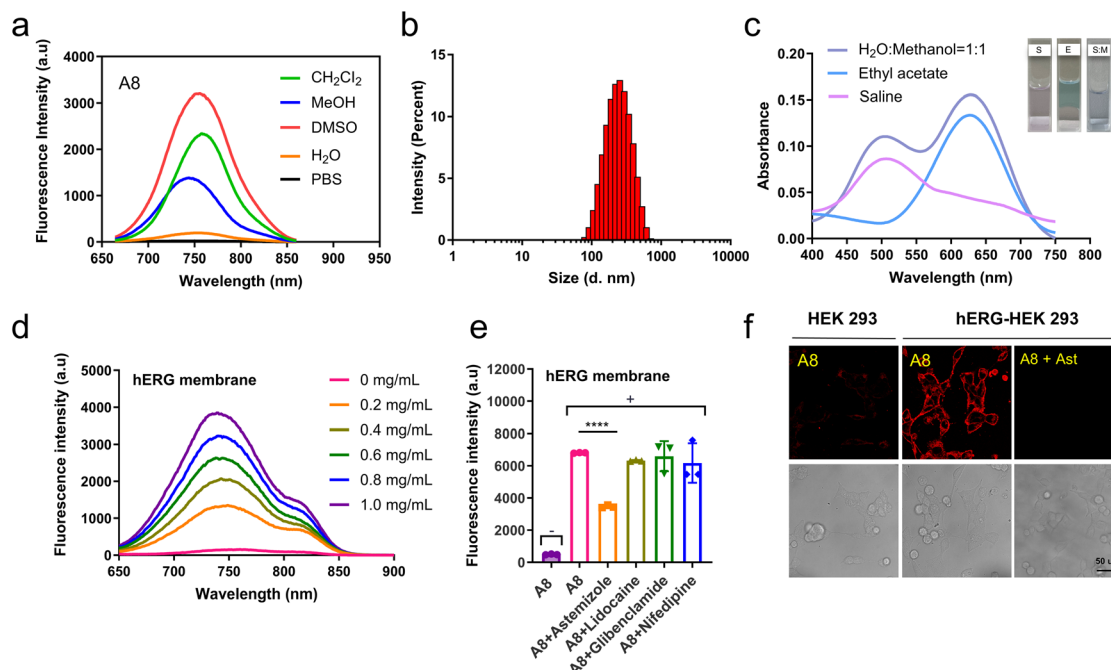 a
Fluorescence Intensity (a.u)
4000
3000
2000
1000
0
A8
CH₂Cl₂
MeOH
DMSO
H₂O
PBS
650 700 750 800 850 900 950
Wavelength (nm)
b
Intensity (Percent)
15
10
5
0
1 10 100 1000 10000
Size (d. nm)
c
Absorbance
0.20
0.15
0.10
0.05
0.00
H₂O:Methanol=1:1
Ethyl acetate
Saline
S E S:M
400 450 500 550 600 650 700 750 800
Wavelength (nm)
d
Fluorescence intensity (a.u)
hERG membrane
5000
4000
3000
2000
1000
0
0 mg/mL
0.2 mg/mL
0.4 mg/mL
0.6 mg/mL
0.8 mg/mL
1.0 mg/mL
650 700 750 800 850 900
Wavelength (nm)
e
Fluorescence intensity (a.u)
12000
10000
8000
6000
4000
2000
0
hERG membrane
+
****
-
A8
A8
A8+Astemizole
A8+Lidocaine
A8+Glibenclamide
A8+Nifedipine
f
HEK 293
hERG-HEK 293
A8
A8
A8 + Ast
50 u